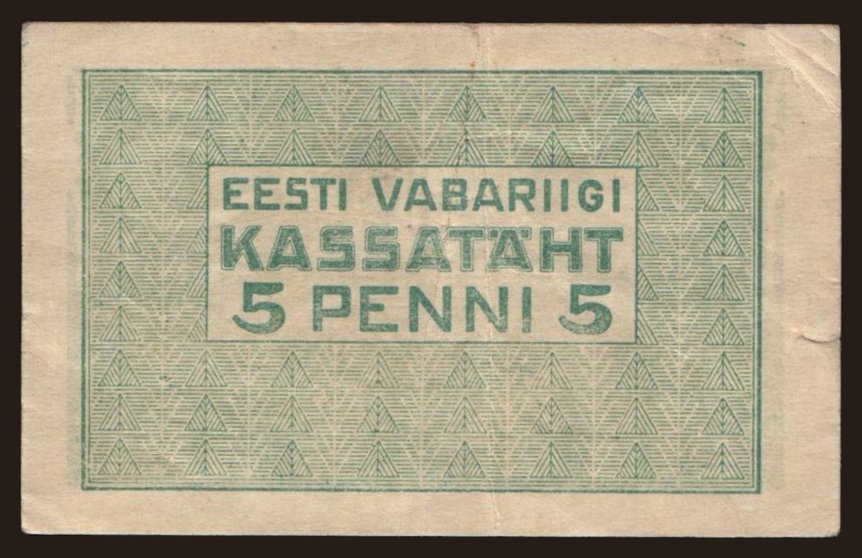 EESTI VABARIIGI
KASSATÄHT
5 PENNI 5